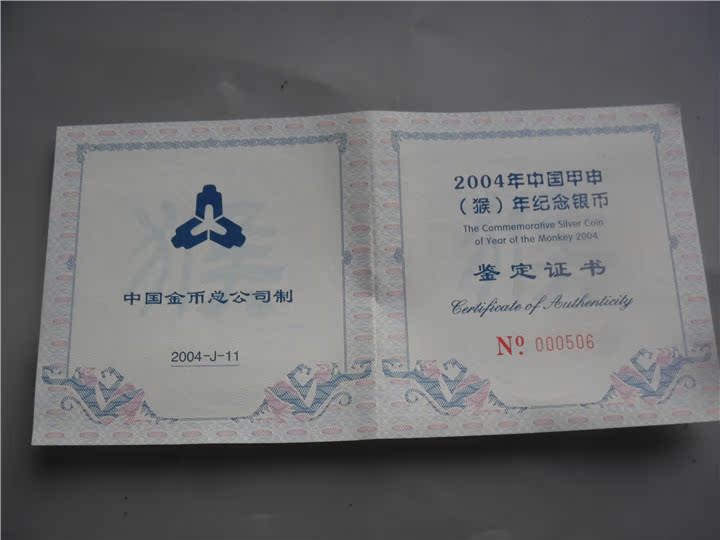 中国金币总公司制
2004-J-11
2004年中国甲申
（猴）年纪念银币
The Commemorative Silver Coin
of Year of the Monkey 2004
鉴定证书
Certificate of Authenticity
Nº. 000506